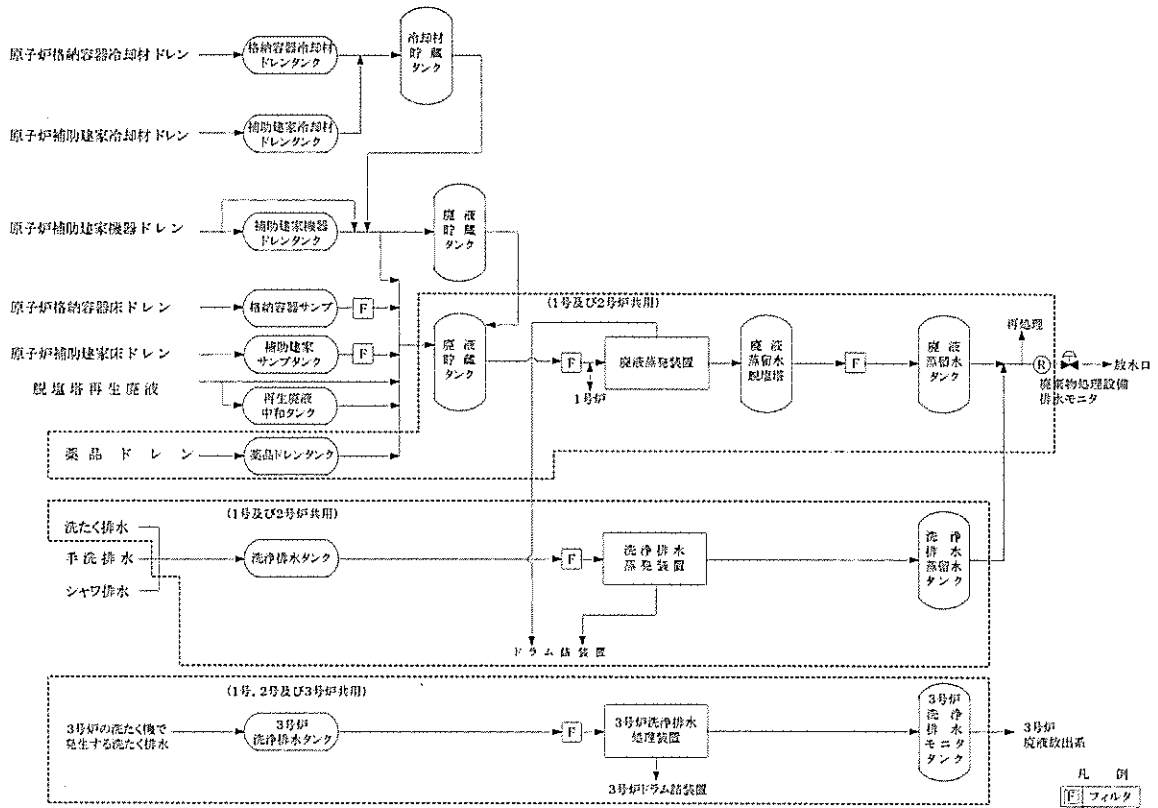 原子炉格納容器冷却材ドレン
格納容器冷却材
ドレンタンク
冷却材
貯蔵
タンク
原子炉補助建家冷却材ドレン
補助建家冷却材
ドレンタンク
原子炉補助建家機器ドレン
補助建家機器
ドレンタンク
廃液
貯蔵
タンク
原子炉格納容器床ドレン
格納容器サンプ
F
原子炉補助建家床ドレン
補助建家
サンプタンク
F
脱塩塔再生廃液
再生廃液
中和タンク
薬品ドレン
薬品ドレンタンク
(1号及び2号炉共用)
廃液
貯蔵
タンク
F
1号炉
廃液蒸発装置
廃液
蒸留水
脱塩塔
F
廃液
蒸留水
タンク
再処理
R
放水口
廃棄物処理設備
排水モニタ
(1号及び2号炉共用)
洗たく排水
手洗排水
シャワ排水
洗浄排水タンク
F
洗浄排水
蒸発装置
洗浄
排水
蒸留水
タンク
ドラム詰装置
(1号,2号及び3号炉共用)
3号炉の洗たく機で
発生する洗たく排水
3号炉
洗浄排水タンク
F
3号炉洗浄排水
処理装置
3号炉
洗浄
排水
モニタ
タンク
3号炉
廃液放出系
3号炉ドラム詰装置
凡例
F フィルタ